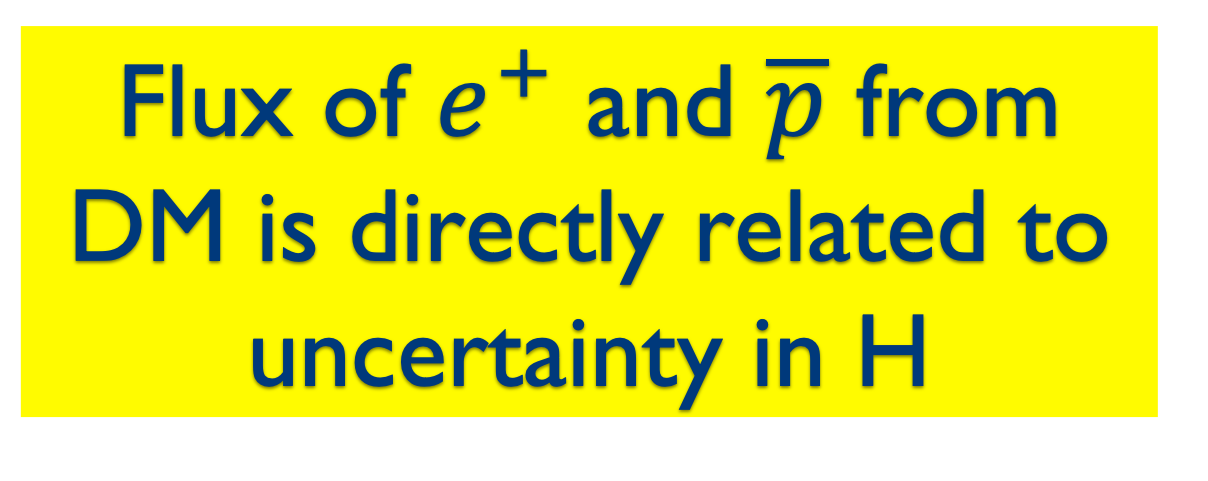 Flux of e⁺ and p̅ from
DM is directly related to
uncertainty in H